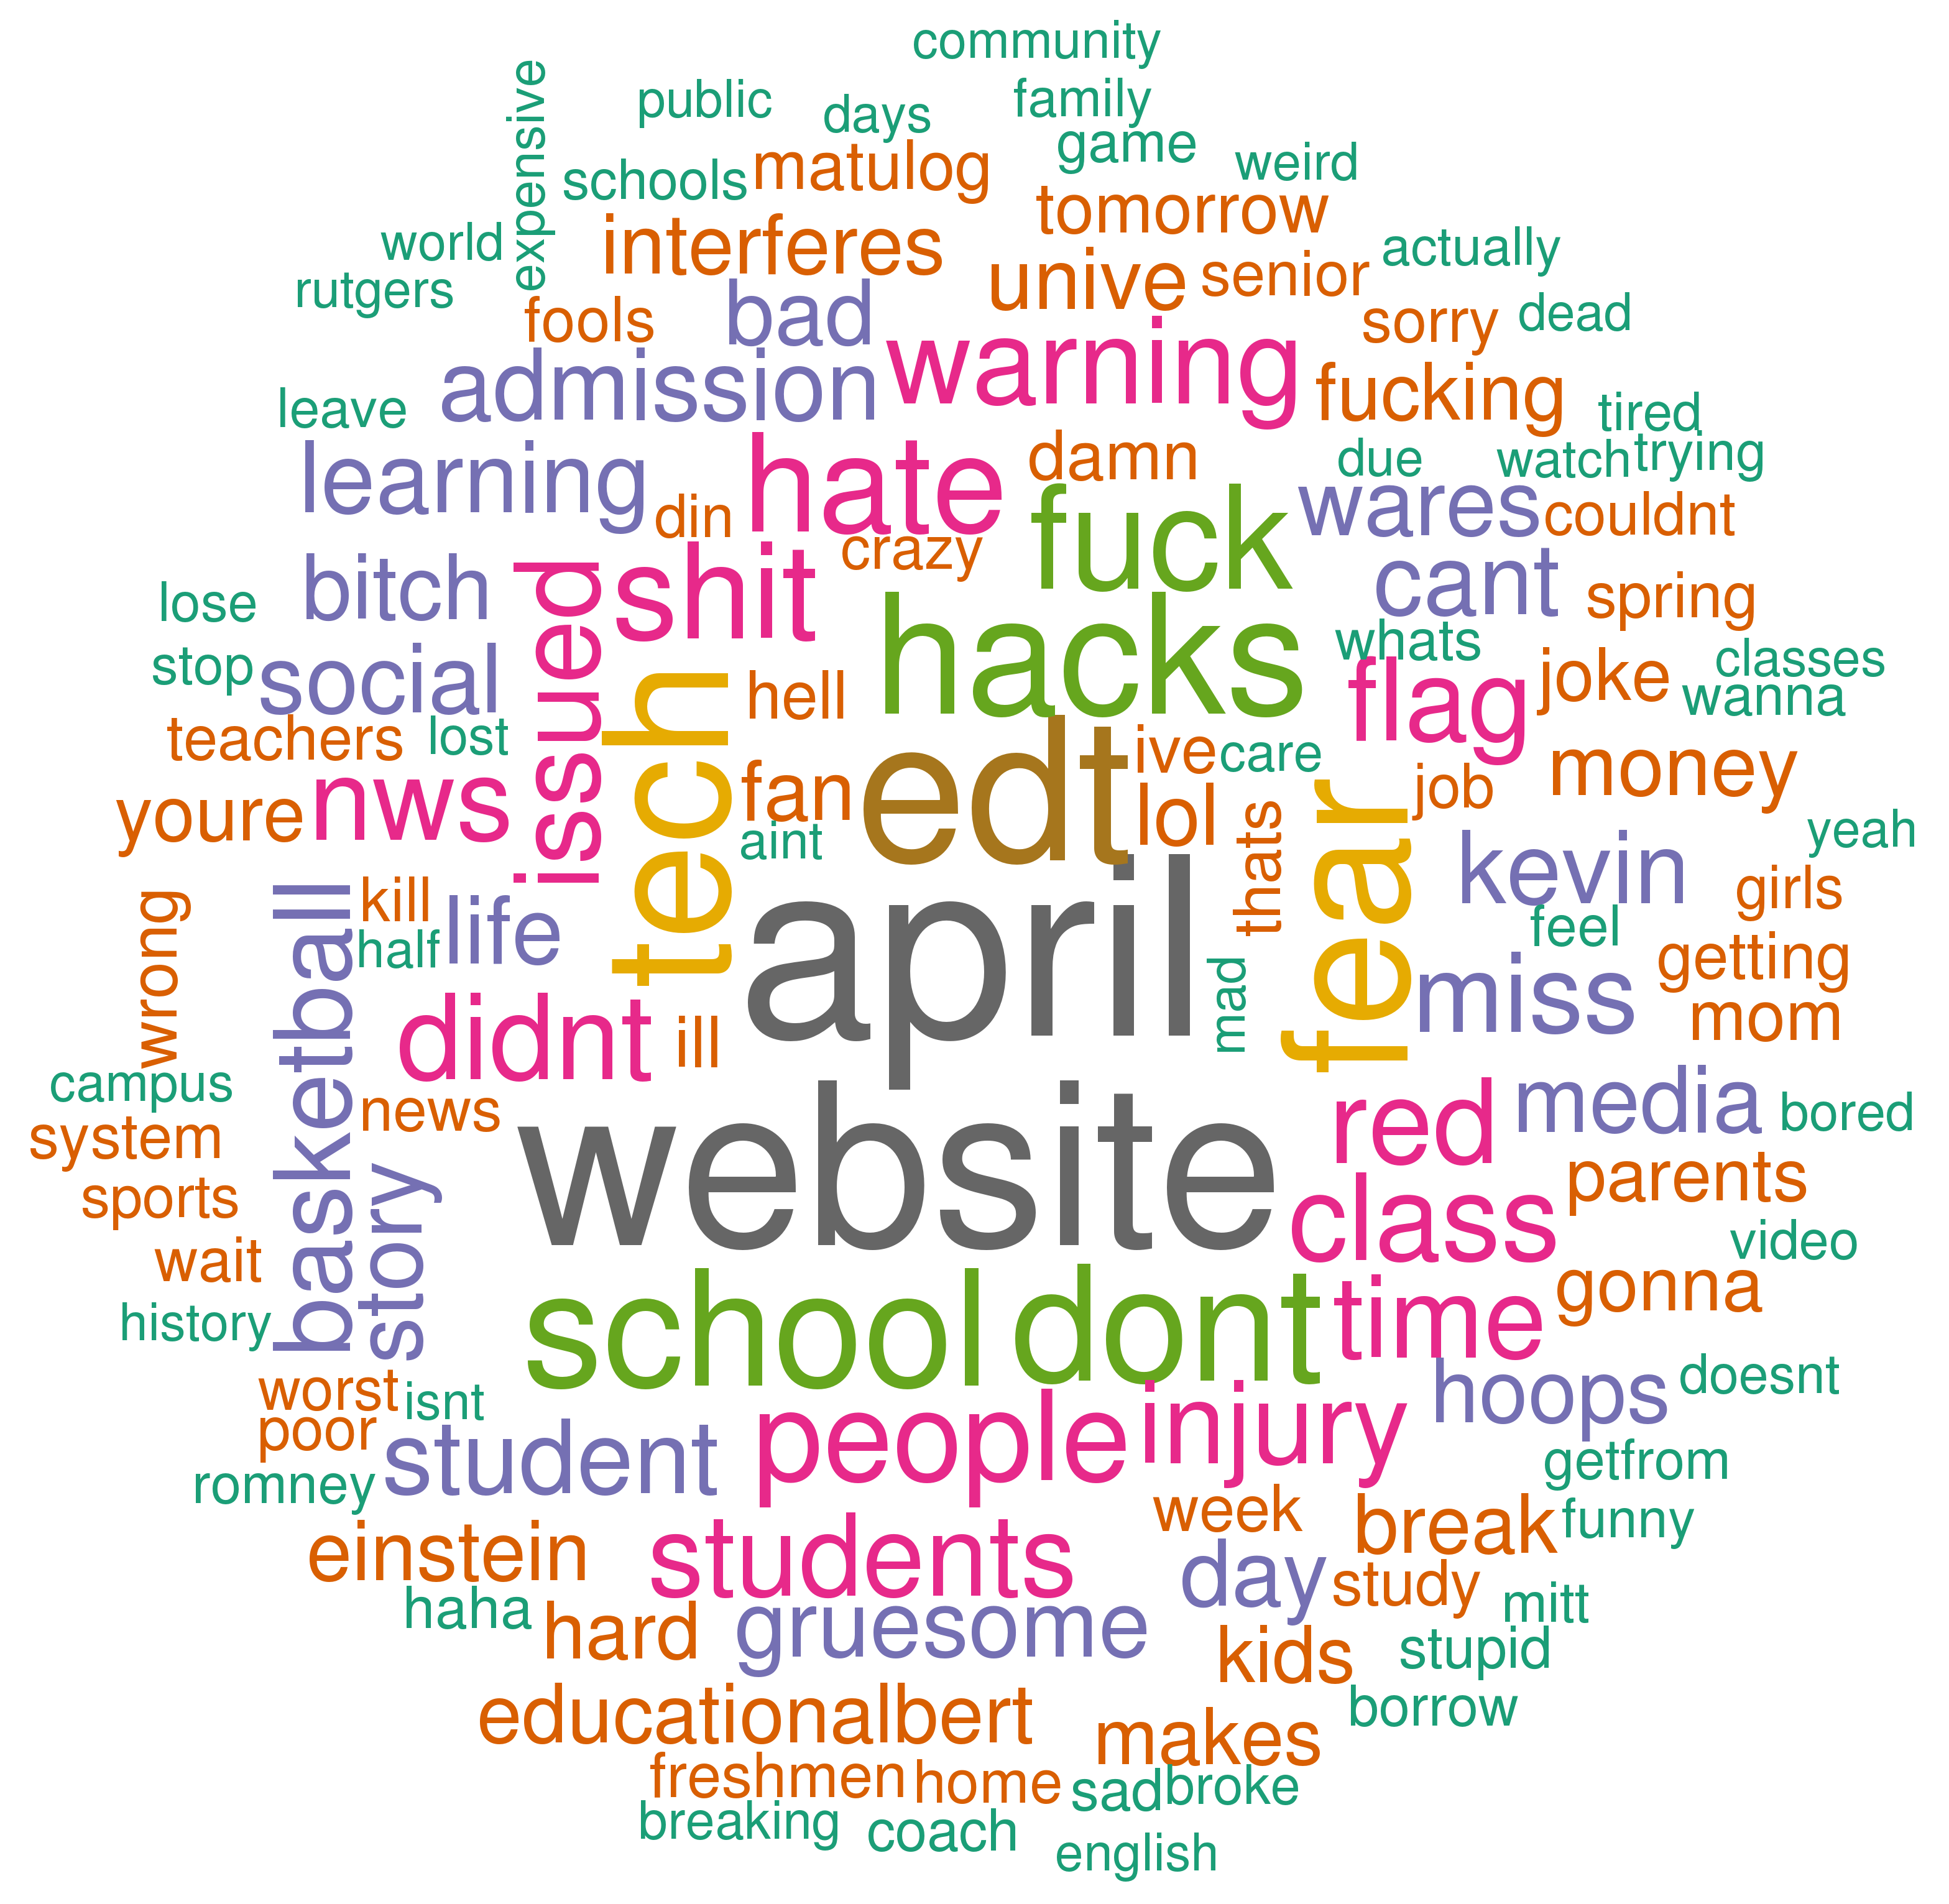 community
expensive
public
days
family
game
weird
schools
matulog
tomorrow
world
interferes
actually
rutgers
unive
senior
fools
bad
sorry
dead
admission
warning
fucking
leave
tired
learning
hate
damn
due
watch
trying
din
fuck
wares
couldnt
crazy
bitch
issued
shit
cant
spring
lose
hacks
whats
stop
social
hell
flag
joke
classes
wanna
teachers
lost
tech
edt
ive
care
money
youre
nws
fan
lol
job
aint
thats
fear
yeah
kevin
wrong
kill
life
april
girls
feel
half
basketball
mad
miss
getting
didnt
ill
mom
campus
news
website
red
media
bored
system
story
class
parents
sports
wait
video
school
dont
time
gonna
history
worst
isnt
people
injury
hoops
doesnt
poor
student
getfrom
romney
week
break
funny
einstein
students
day
study
haha
hard
gruesome
mitt
kids
stupid
educationalbert
makes
borrow
freshmen
home
sad
broke
breaking
coach
english